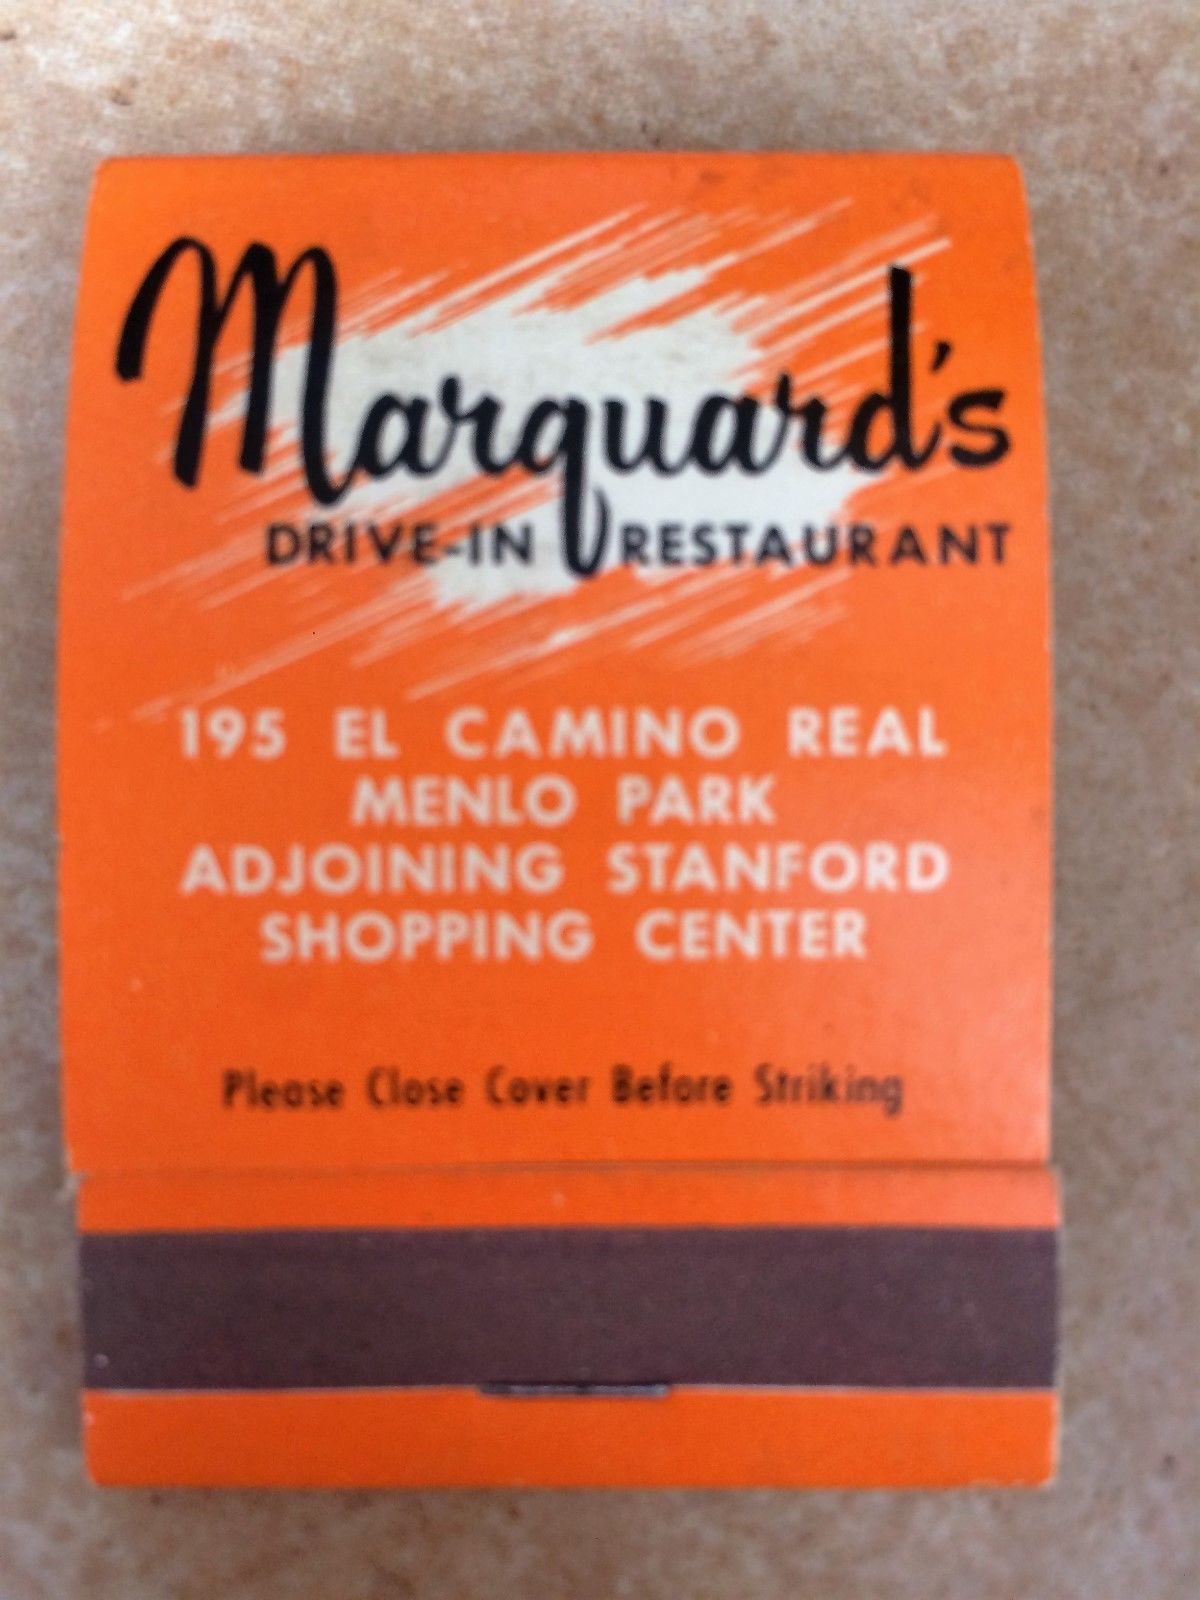 Marquard's
DRIVE-IN RESTAURANT
195 EL CAMINO REAL
MENLO PARK
ADJOINING STANFORD
SHOPPING CENTER
Please Close Cover Before Striking